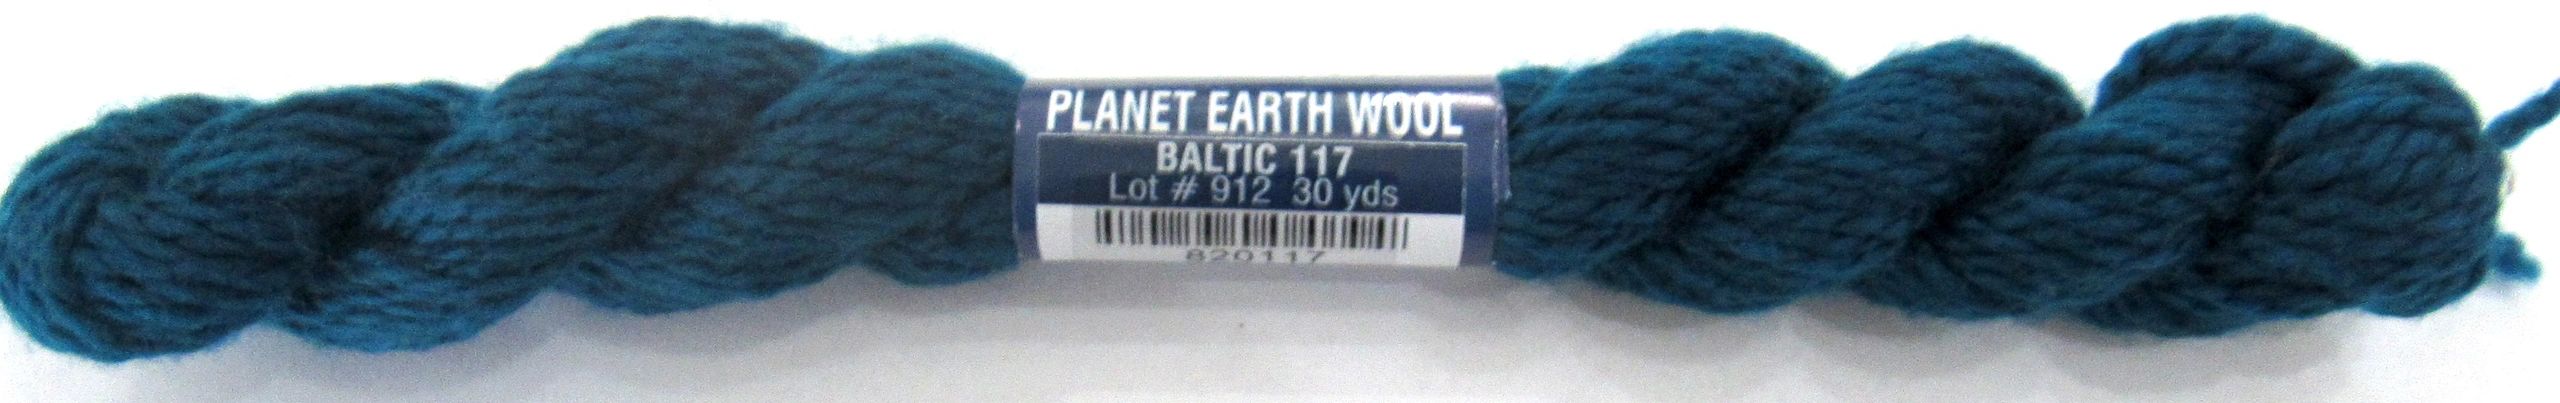 PLANET EARTH WOOL
BALTIC 117
Lot # 912 30 yds
820117